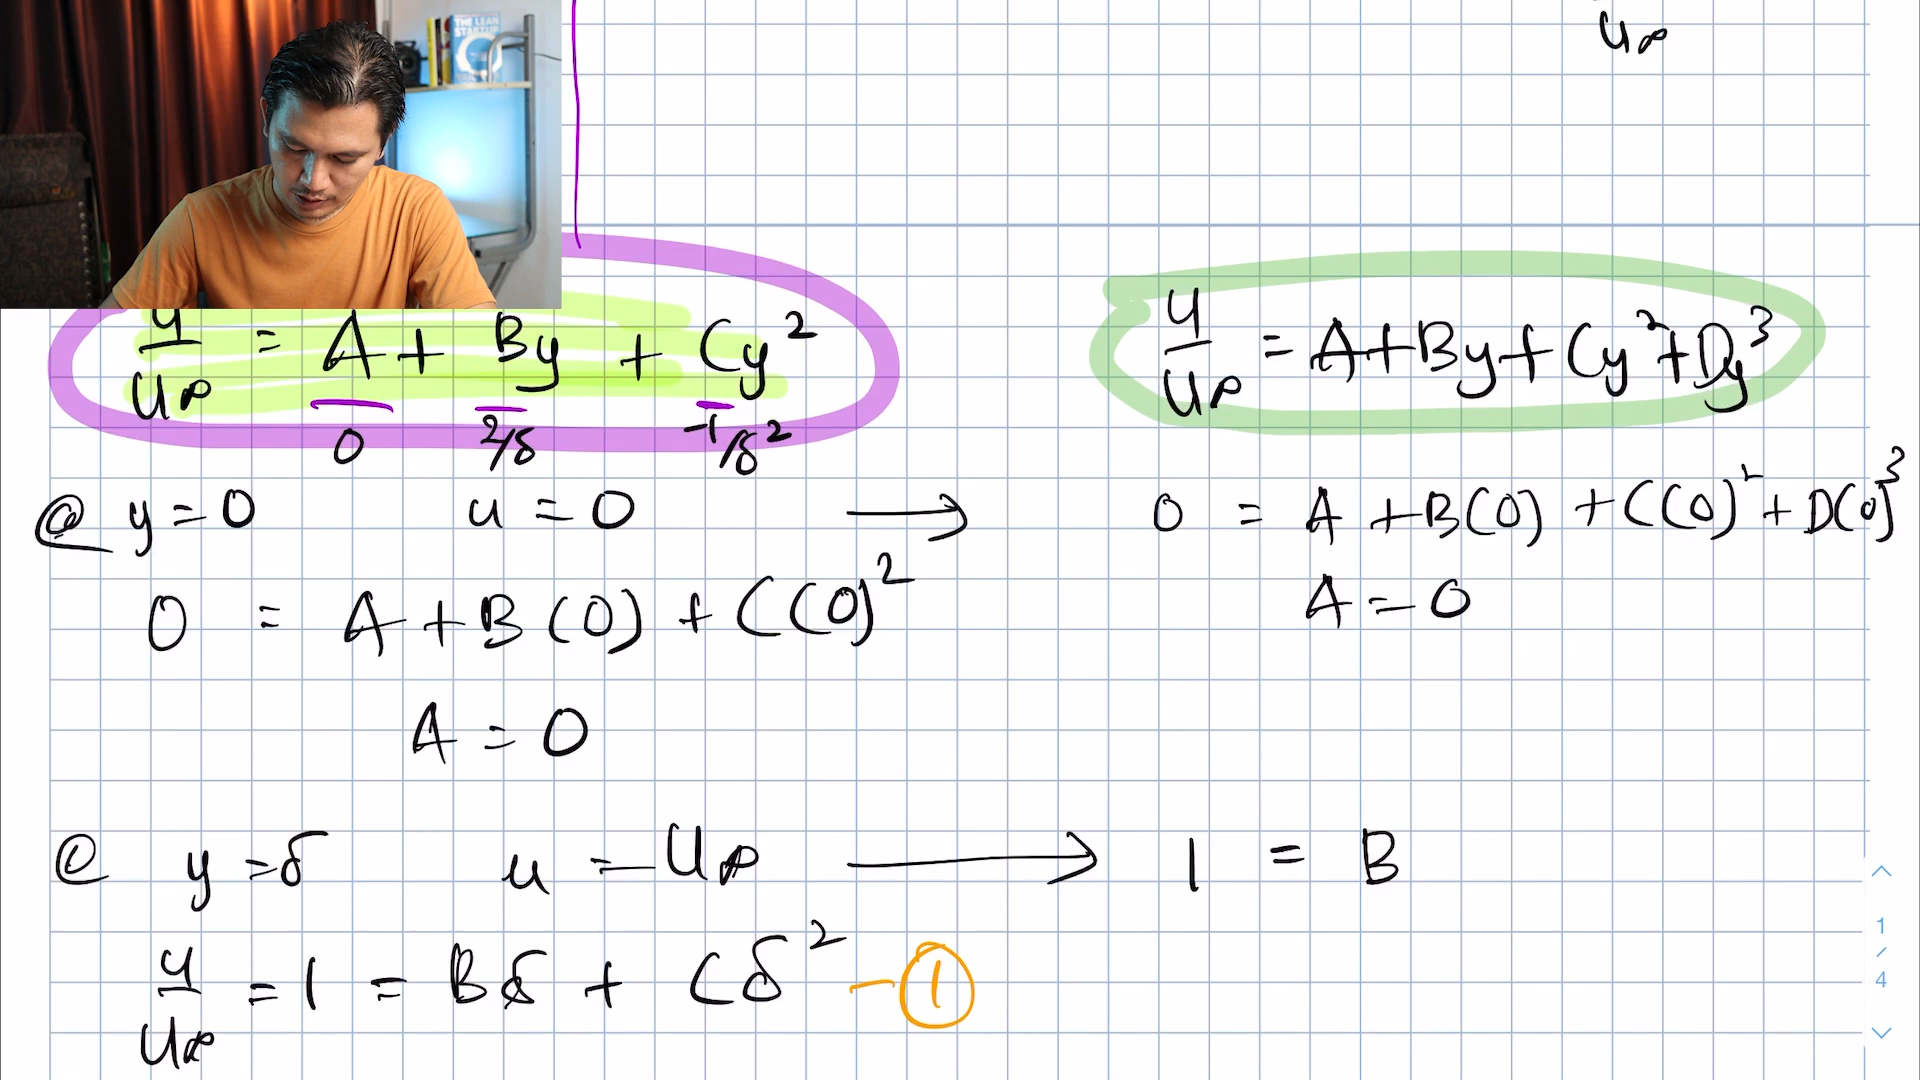 THE LEAN
STARTUP
u∞
u/u∞ = A + By + Cy²
0 2/δ -1/δ²
u/u∞ = A+By+Cy²+Dy³
@ y=0 u=0 → 0 = A+B(0)+C(0)²+D(0)³
0 = A+B(0)+C(0)²
A=0
A=0
@ y=δ u=u∞ → 1 = B
u/u∞ = 1 = Bδ + Cδ² - ①
1
/
4